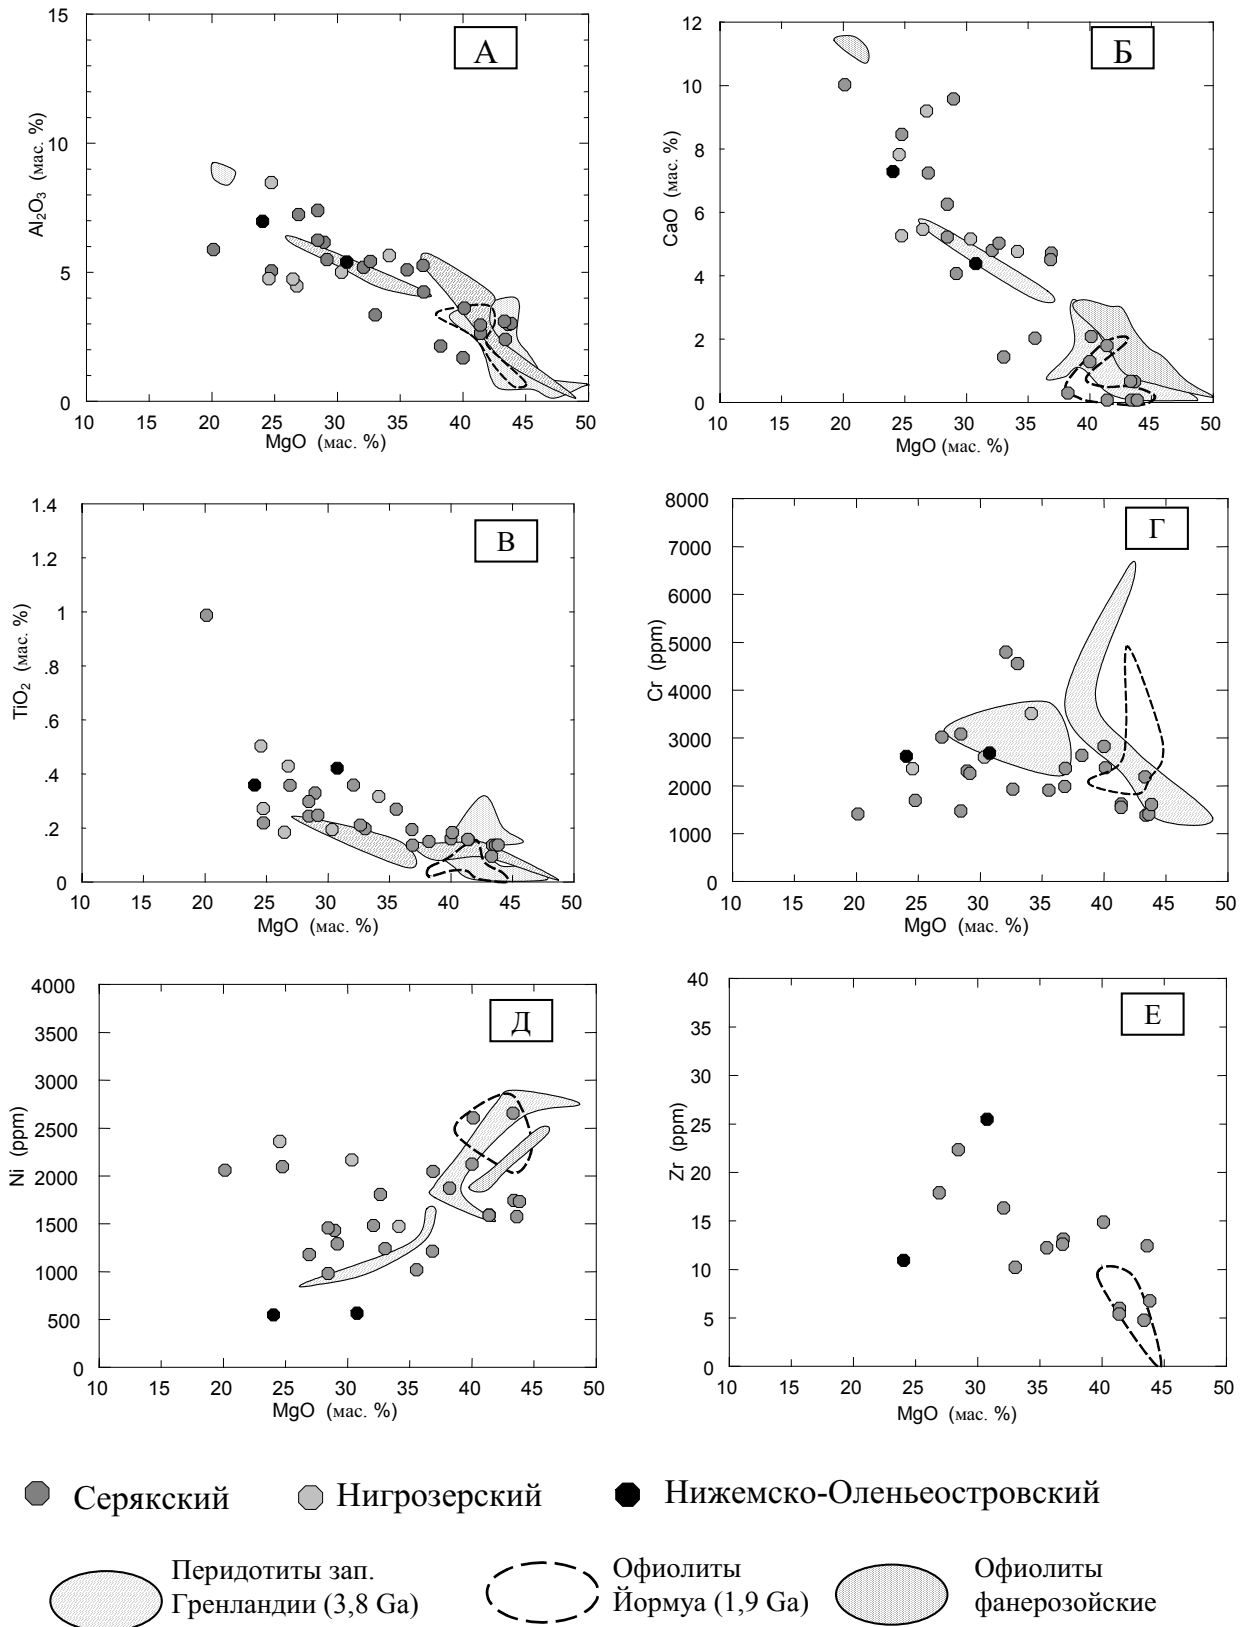 15
10
5
0
10 15 20 25 30 35 40 45 50
Al2O3 (мас. %)
MgO (мас. %)
А
12
10
8
6
4
2
0
10 15 20 25 30 35 40 45 50
CaO (мас. %)
MgO (мас. %)
Б
1.4
1.2
1
.8
.6
.4
.2
0
10 15 20 25 30 35 40 45 50
TiO2 (мас. %)
MgO (мас. %)
В
8000
7000
6000
5000
4000
3000
2000
1000
0
10 15 20 25 30 35 40 45 50
Cr (ppm)
MgO (мас. %)
Г
4000
3500
3000
2500
2000
1500
1000
500
0
10 15 20 25 30 35 40 45 50
Ni (ppm)
MgO (мас. %)
Д
40
35
30
25
20
15
10
5
0
10 15 20 25 30 35 40 45 50
Zr (ppm)
MgO (мас. %)
Е
Серякский
Нигрозерский
Нижемско-Оленьеостровский
Перидотиты зап.
Гренландии (3,8 Ga)
Офиолиты
Йормуа (1,9 Ga)
Офиолиты
фанерозойские